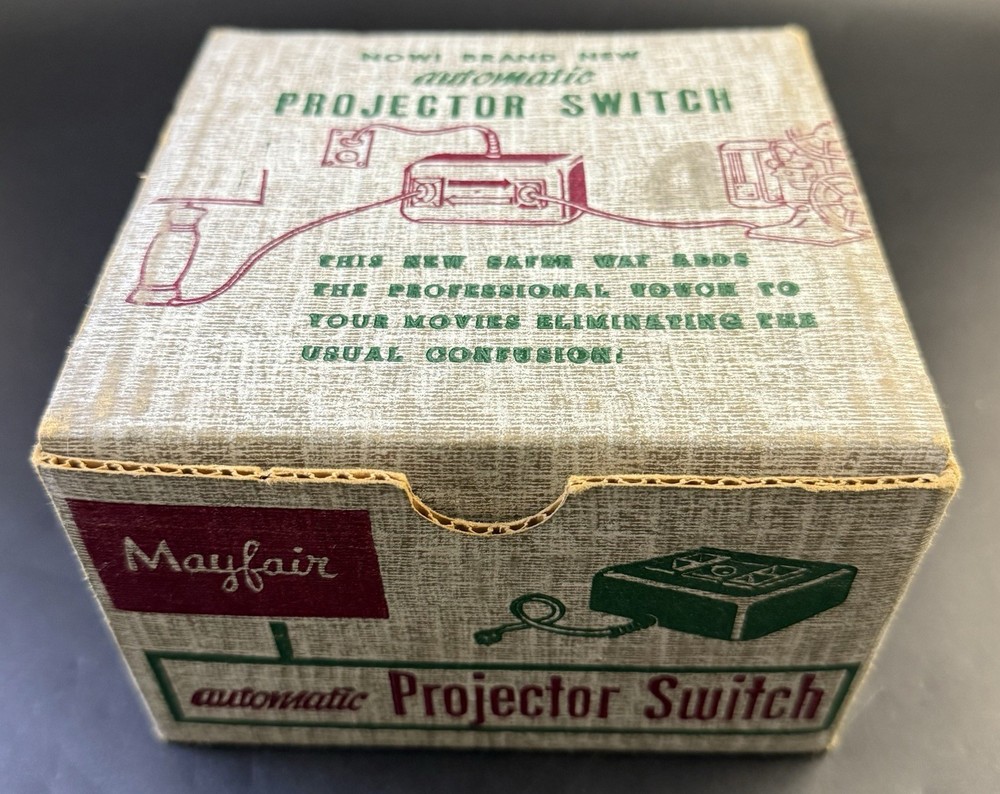 NOW! BRAND NEW
automatic
PROJECTOR SWITCH
THIS NEW SAFER WAY ADDS
THE PROFESSIONAL TOUCH TO
YOUR MOVIES ELIMINATING THE
USUAL CONFUSION!
Mayfair
automatic Projector Switch